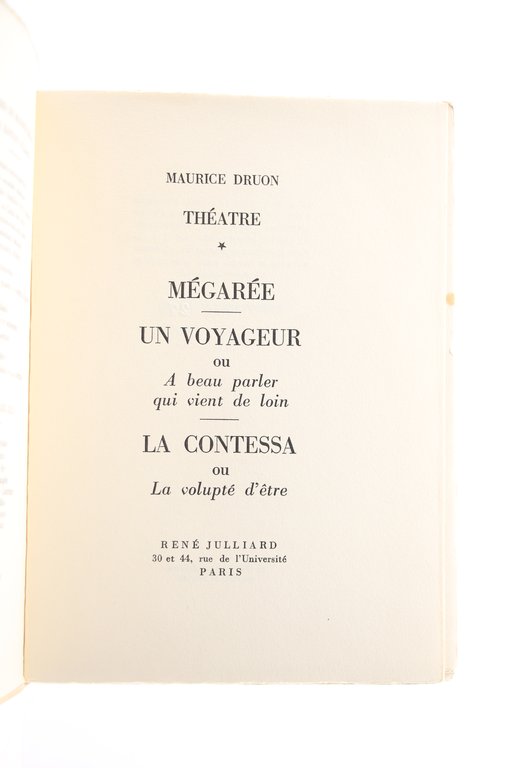 MAURICE DRUON
THÉATRE
*
MÉGARÉE
UN VOYAGEUR
ou
A beau parler
qui vient de loin
LA CONTESSA
ou
La volupté d'être
RENÉ JULLIARD
30 et 44, rue de l'Université
PARIS